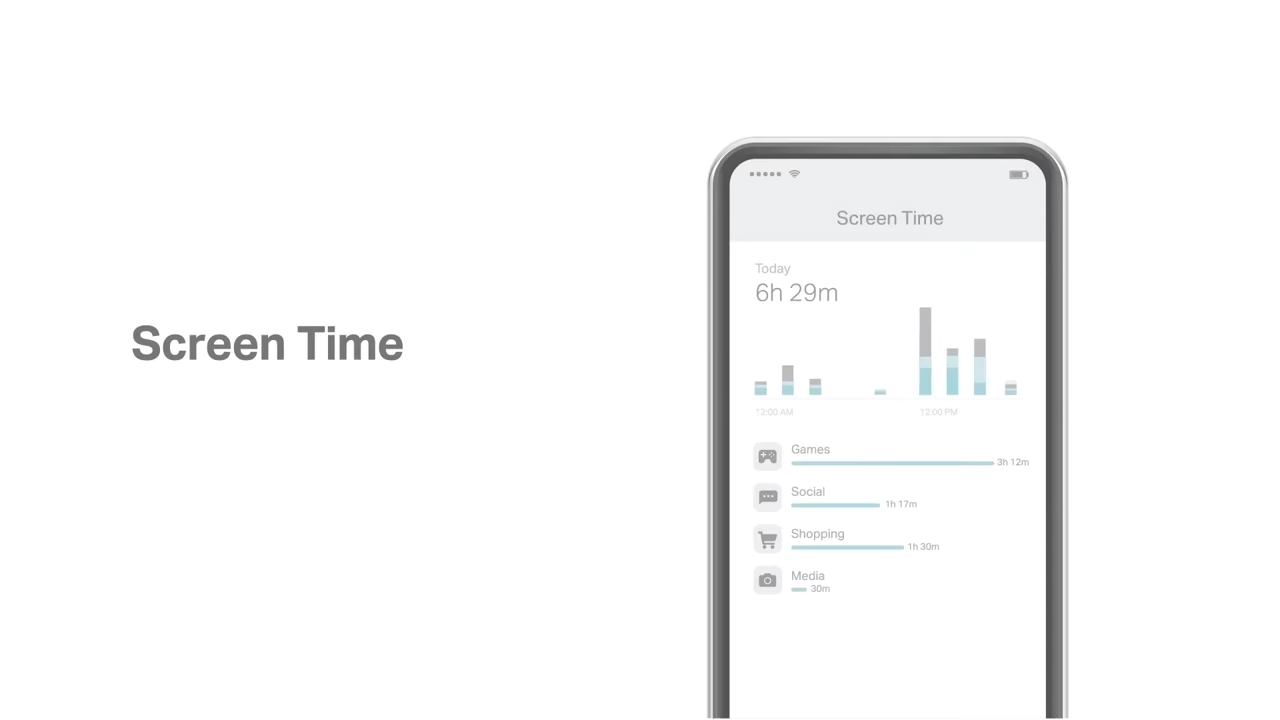 Screen Time
Screen Time
Today
6h 29m
12:00 AM
12:00 PM
Games
3h 12m
Social
1h 17m
Shopping
1h 30m
Media
30m